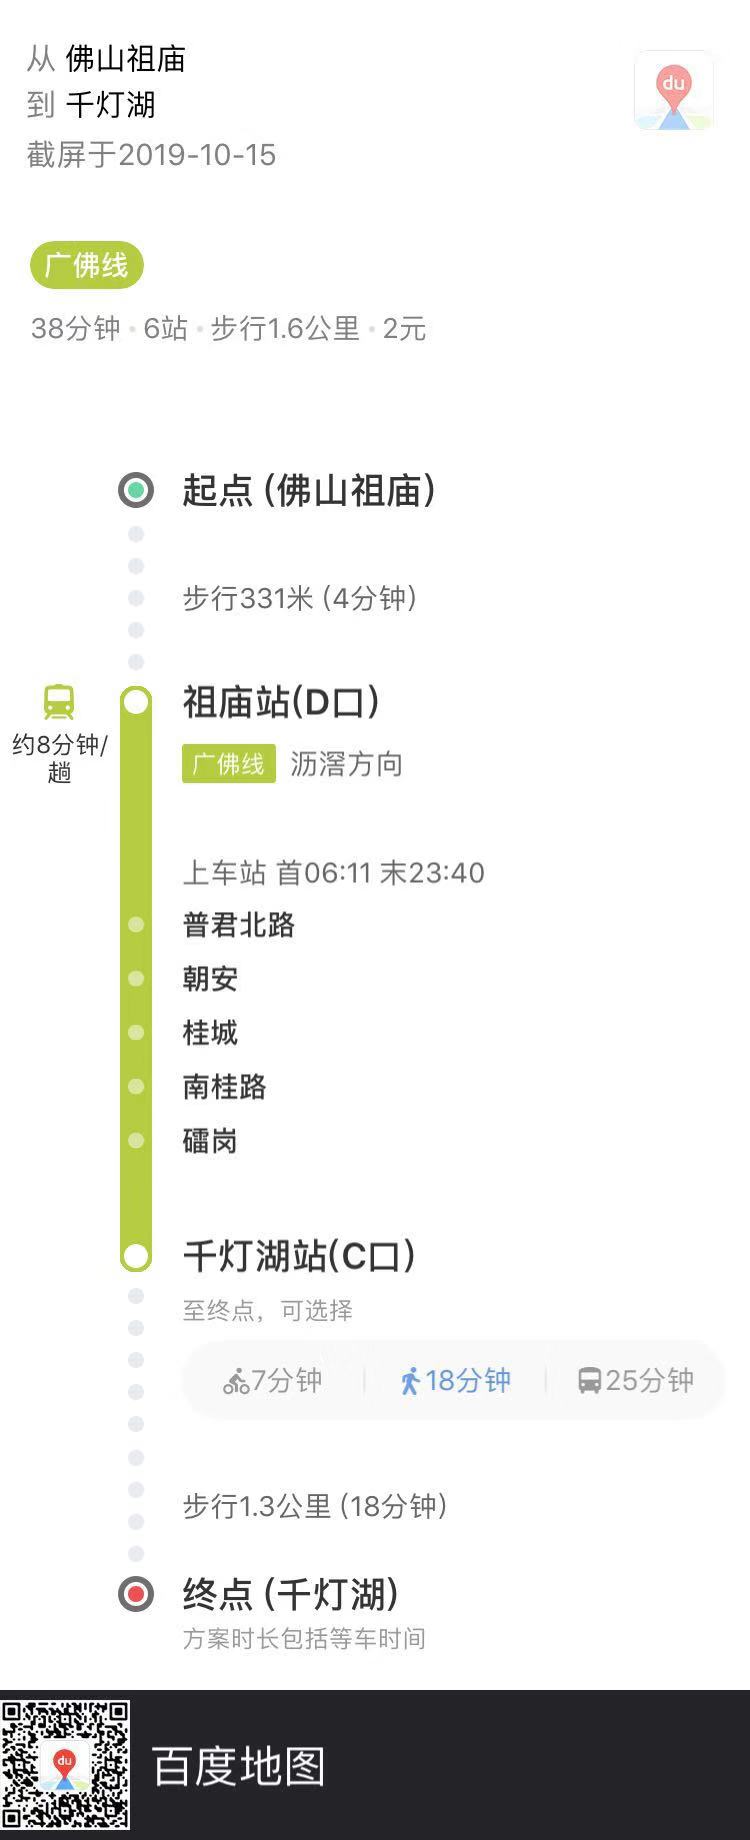 从 佛山祖庙
到 千灯湖
截屏于2019-10-15
du
广佛线
38分钟 · 6站 · 步行1.6公里 · 2元
起点 (佛山祖庙)
步行331米 (4分钟)
祖庙站(D口)
约8分钟/
趟
广佛线 沥滘方向
上车站 首06:11 末23:40
普君北路
朝安
桂城
南桂路
礌岗
千灯湖站(C口)
至终点，可选择
7分钟 18分钟 25分钟
步行1.3公里 (18分钟)
终点 (千灯湖)
方案时长包括等车时间
du
百度地图